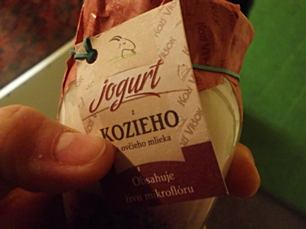 jogurt
z
KOZIEHO
a ovčieho mlieka
Obsahuje
živú mikroflóru